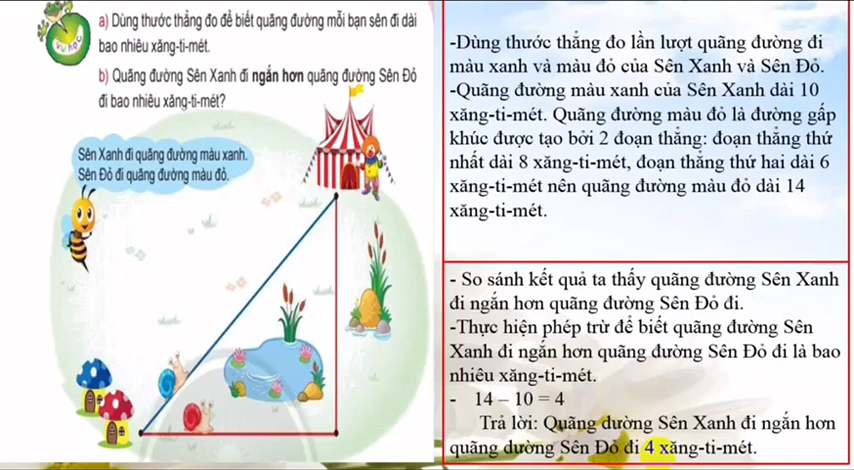 Vui học
a) Dùng thước thẳng đo để biết quãng đường mỗi bạn sên đi dài
bao nhiêu xăng-ti-mét.
b) Quãng đường Sên Xanh đi ngắn hơn quãng đường Sên Đỏ
đi bao nhiêu xăng-ti-mét?
Sên Xanh đi quãng đường màu xanh.
Sên Đỏ đi quãng đường màu đỏ.
-Dùng thước thẳng đo lần lượt quãng đường đi
màu xanh và màu đỏ của Sên Xanh và Sên Đỏ.
-Quãng đường màu xanh của Sên Xanh dài 10
xăng-ti-mét. Quãng đường màu đỏ là đường gấp
khúc được tạo bởi 2 đoạn thẳng: đoạn thẳng thứ
nhất dài 8 xăng-ti-mét, đoạn thẳng thứ hai dài 6
xăng-ti-mét nên quãng đường màu đỏ dài 14
xăng-ti-mét.
- So sánh kết quả ta thấy quãng đường Sên Xanh
đi ngắn hơn quãng đường Sên Đỏ đi.
-Thực hiện phép trừ để biết quãng đường Sên
Xanh đi ngắn hơn quãng đường Sên Đỏ đi là bao
nhiêu xăng-ti-mét.
- 14 – 10 = 4
Trả lời: Quãng đường Sên Xanh đi ngắn hơn
quãng đường Sên Đỏ đi 4 xăng-ti-mét.